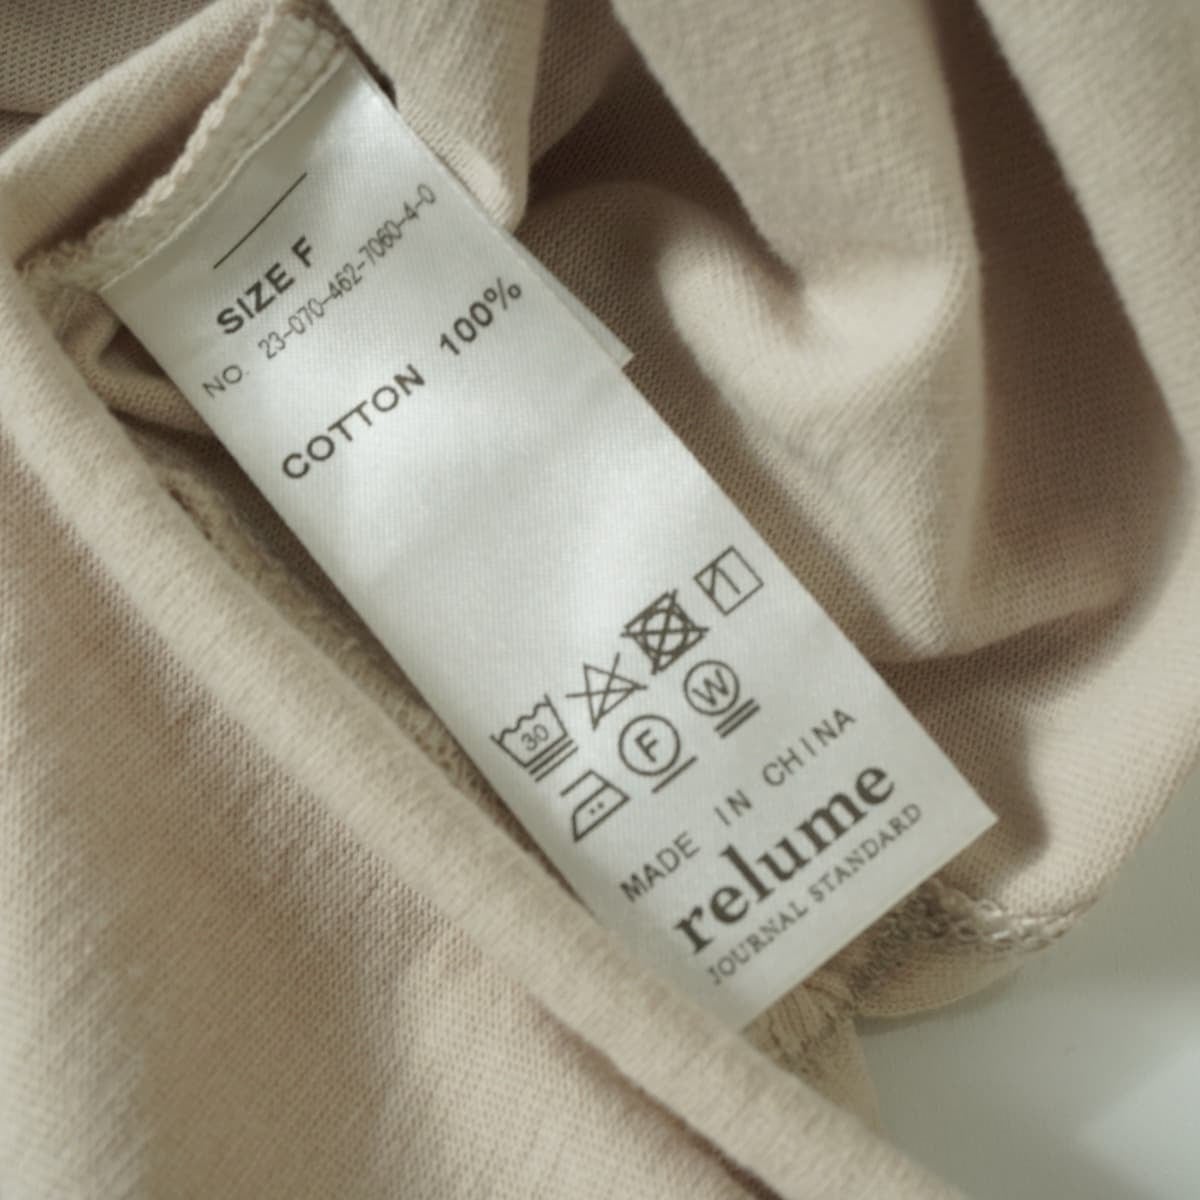 SIZE F
NO. 23-070-462-7060-4-0
COTTON 100%
30
F W
MADE IN CHINA
relume
JOURNAL STANDARD